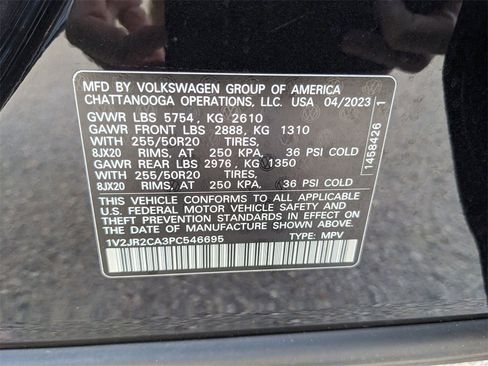 MFD BY VOLKSWAGEN GROUP OF AMERICA
CHATTANOOGA OPERATIONS, LLC. USA 04/2023
GVWR LBS 5754, KG 2610
GAWR FRONT LBS 2888, KG 1310
WITH 255/50R20 TIRES,
8JX20 RIMS, AT 250 KPA, 36 PSI COLD
GAWR REAR LBS 2976, KG 1350
WITH 255/50R20 TIRES,
8JX20 RIMS, AT 250 KPA, 36 PSI COLD
THIS VEHICLE CONFORMS TO ALL APPLICABLE
U.S. FEDERAL MOTOR VEHICLE SAFETY AND
THEFT PREVENTION STANDARDS IN EFFECT ON
THE DATE OF MANUFACTURE SHOWN ABOVE.
1V2JR2CA3PC546695 TYPE: MPV
1458426 1